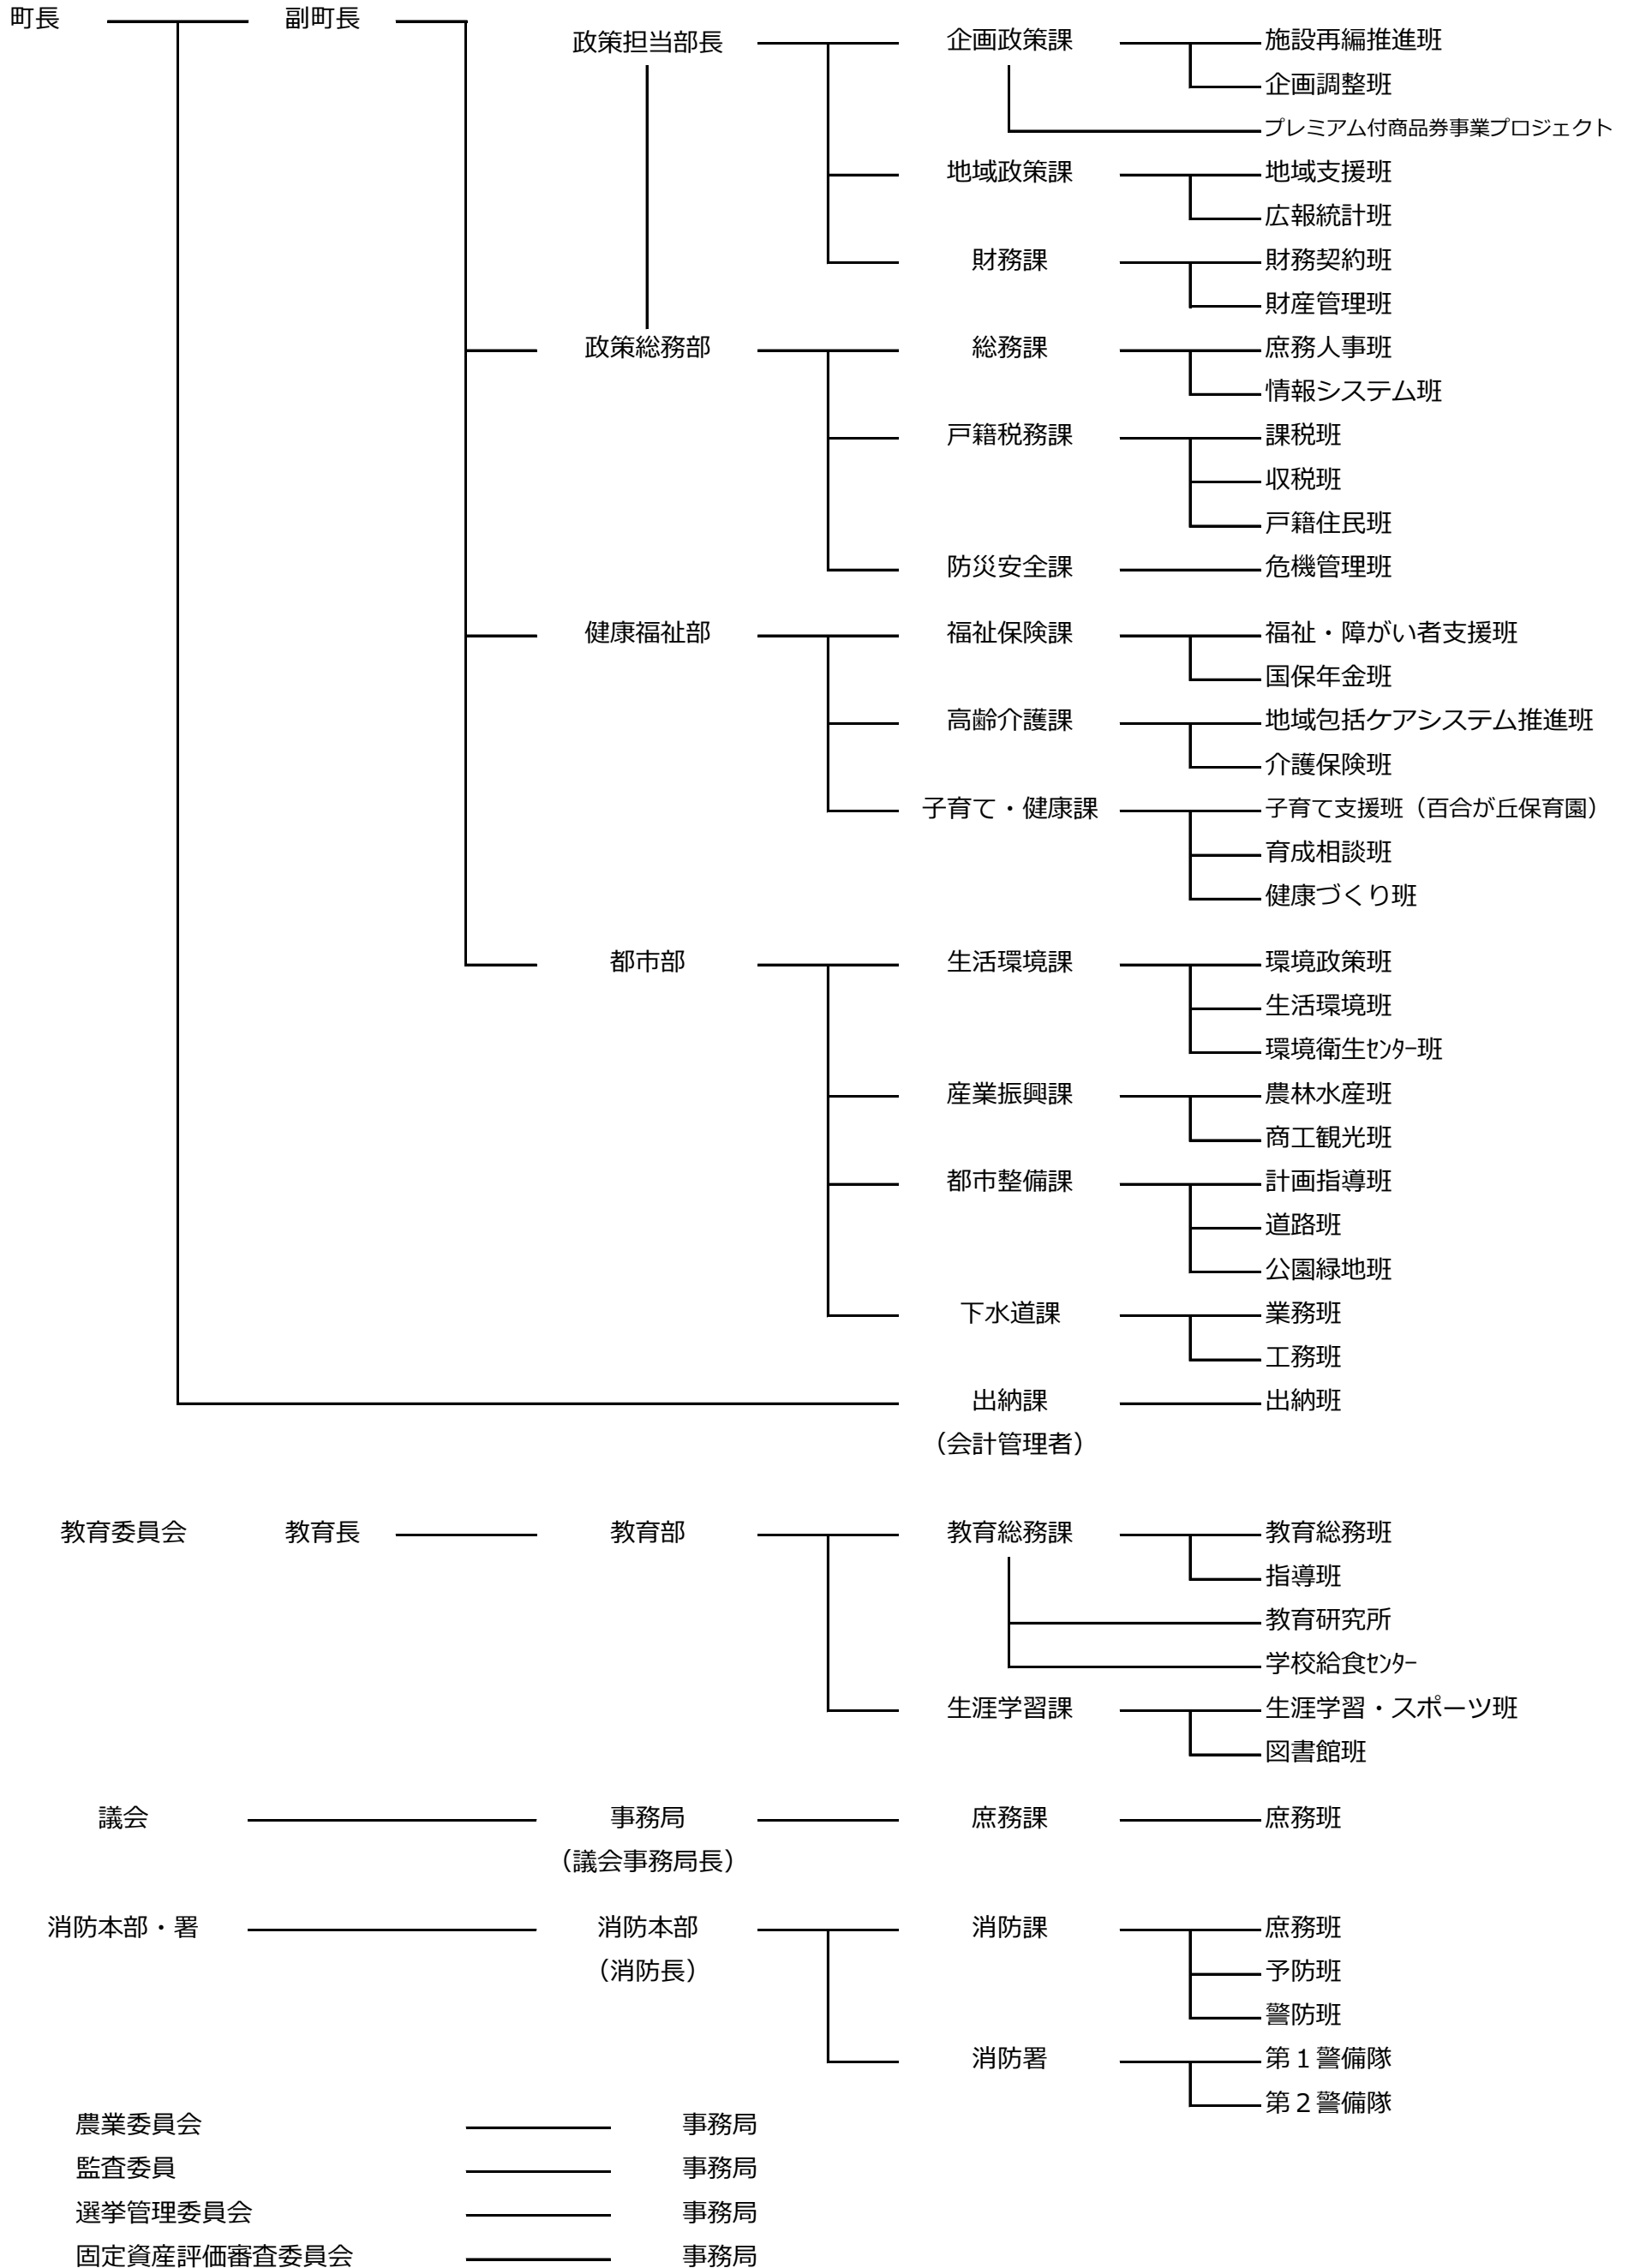 町長 副町長
政策担当部長 企画政策課 施設再編推進班
企画調整班
プレミアム付商品券事業プロジェクト
地域政策課 地域支援班
広報統計班
財務課 財務契約班
財産管理班
政策総務部 総務課 庶務人事班
情報システム班
戸籍税務課 課税班
収税班
戸籍住民班
防災安全課 危機管理班
健康福祉部 福祉保険課 福祉・障がい者支援班
国保年金班
高齢介護課 地域包括ケアシステム推進班
介護保険班
子育て・健康課 子育て支援班（百合が丘保育園）
育成相談班
健康づくり班
都市部 生活環境課 環境政策班
生活環境班
環境衛生ｾﾝﾀｰ班
産業振興課 農林水産班
商工観光班
都市整備課 計画指導班
道路班
公園緑地班
下水道課 業務班
工務班
出納課 出納班
（会計管理者）
教育委員会 教育長 教育部 教育総務課 教育総務班
指導班
教育研究所
学校給食ｾﾝﾀｰ
生涯学習課 生涯学習・スポーツ班
図書館班
議会 事務局 庶務課 庶務班
（議会事務局長）
消防本部・署 消防本部 消防課 庶務班
（消防長） 予防班
警防班
消防署 第１警備隊
第２警備隊
農業委員会 事務局
監査委員 事務局
選挙管理委員会 事務局
固定資産評価審査委員会 事務局